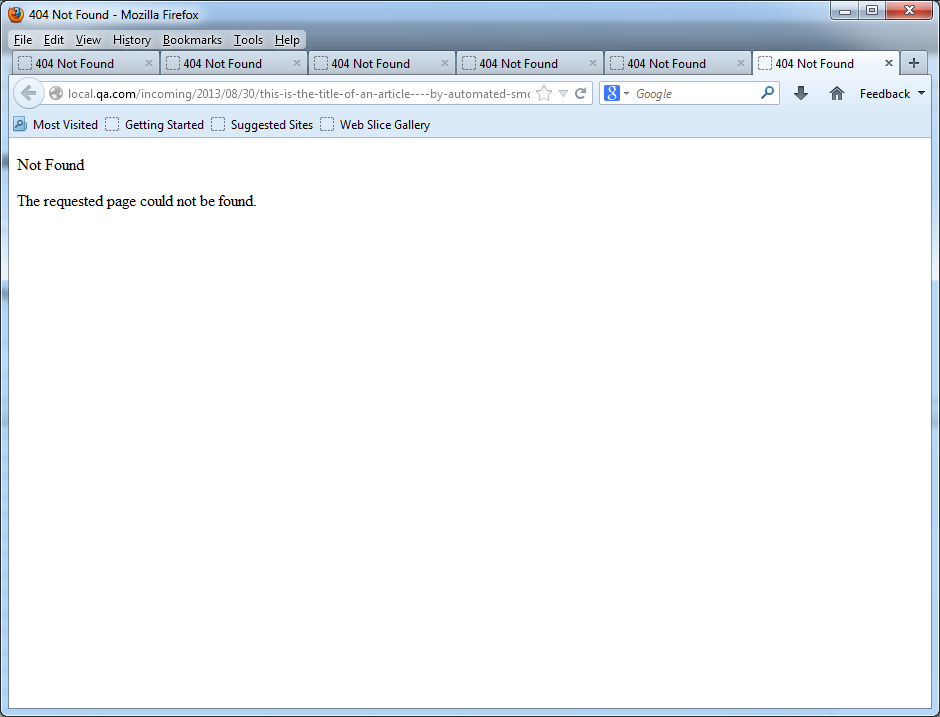 404 Not Found - Mozilla Firefox
File Edit View History Bookmarks Tools Help
404 Not Found 404 Not Found 404 Not Found 404 Not Found 404 Not Found 404 Not Found
local.qa.com/incoming/2013/08/30/this-is-the-title-of-an-article----by-automated-smo Google Feedback
Most Visited Getting Started Suggested Sites Web Slice Gallery
Not Found
The requested page could not be found.